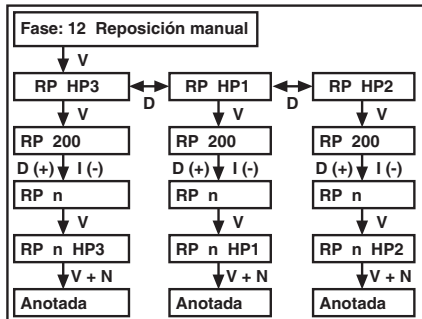 Fase: 12 Reposición manual
V
RP HP3 RP HP1 RP HP2
D D
V V V
RP 200 RP 200 RP 200
D (+) I (-) D (+) I (-) D (+) I (-)
RP n RP n RP n
V V V
RP n HP3 RP n HP1 RP n HP2
V + N V + N V + N
Anotada Anotada Anotada